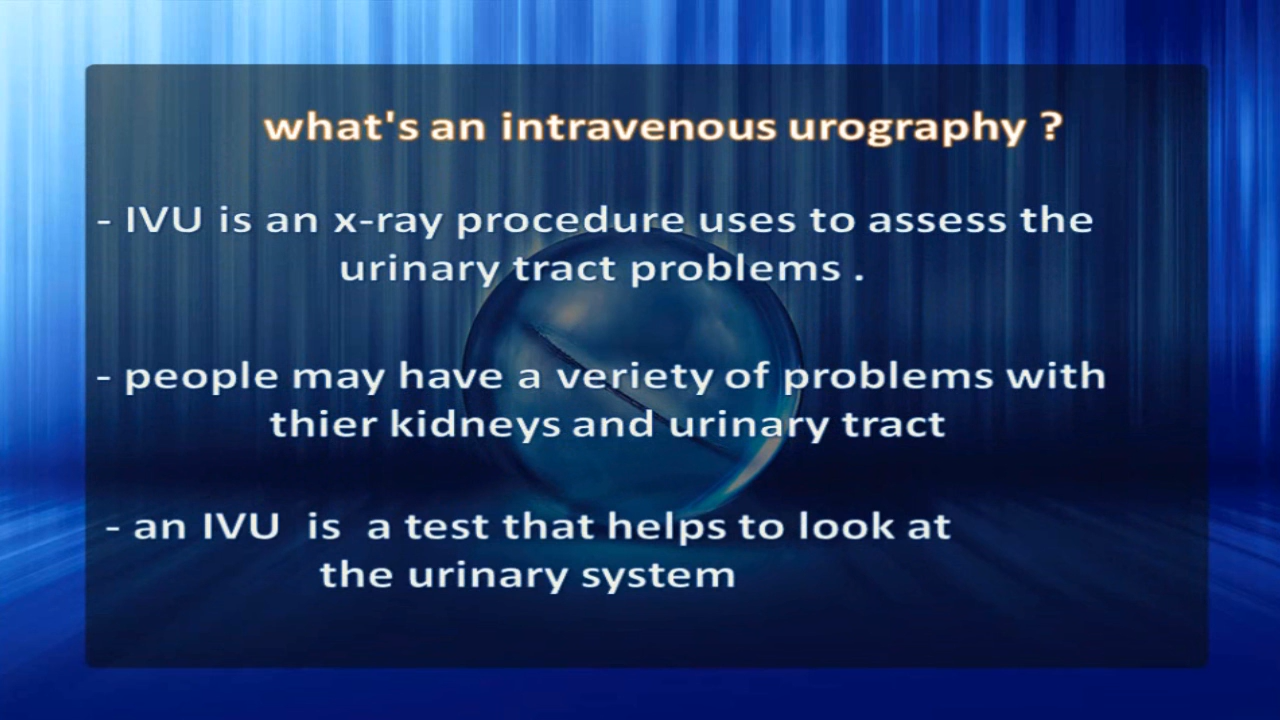 what's an intravenous urography ?
- IVU is an x-ray procedure uses to assess the
urinary tract problems .
- people may have a veriety of problems with
thier kidneys and urinary tract
- an IVU is a test that helps to look at
the urinary system